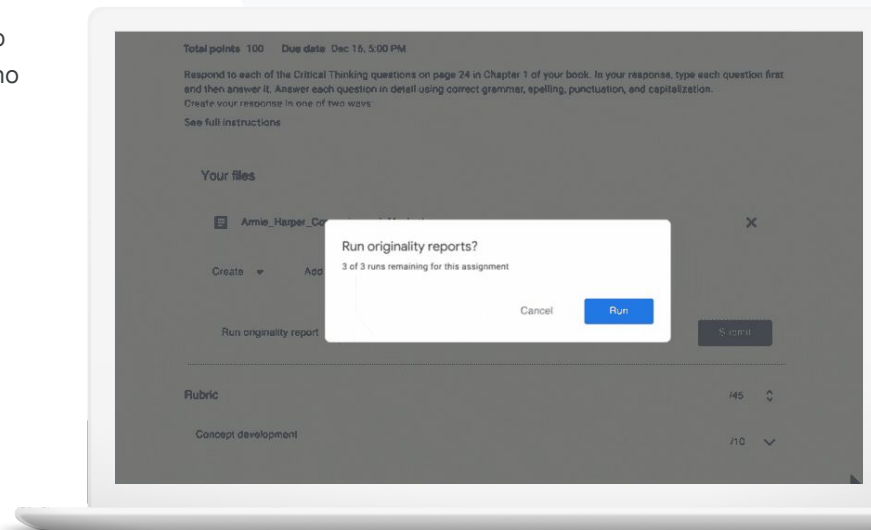 o
no
Total points 100 Due date Dec 16, 5:00 PM
Respond to each of the Critical Thinking questions on page 24 in Chapter 1 of your book. In your response, type each question first
and then answer it. Answer each question in detail using correct grammar, spelling, punctuation, and capitalization.
Create your response in one of two ways:
See full instructions
Your files
Armie_Harper_Co
Run originality reports?
3 of 3 runs remaining for this assignment
Create
Add
Cancel
Run
Run originality report
Submit
Rubric
/45
Concept development
/10